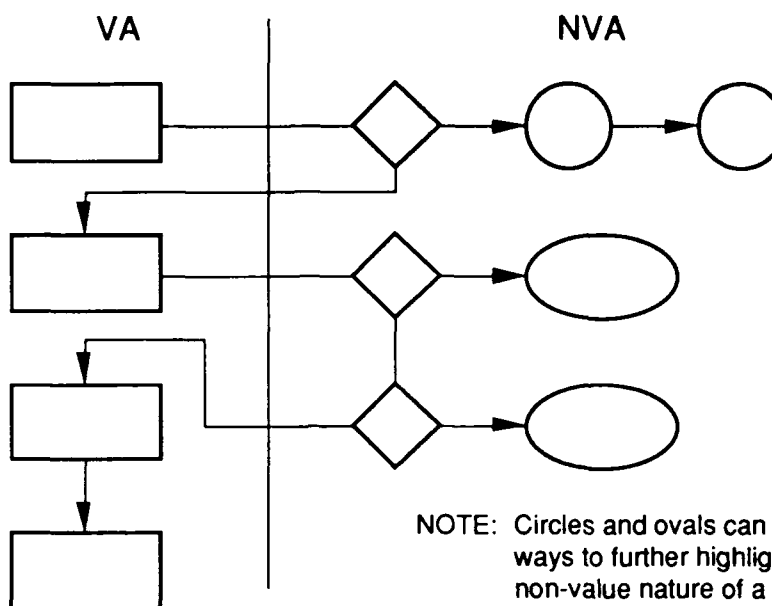 VA
NVA
NOTE: Circles and ovals can
ways to further highlig
non-value nature of a